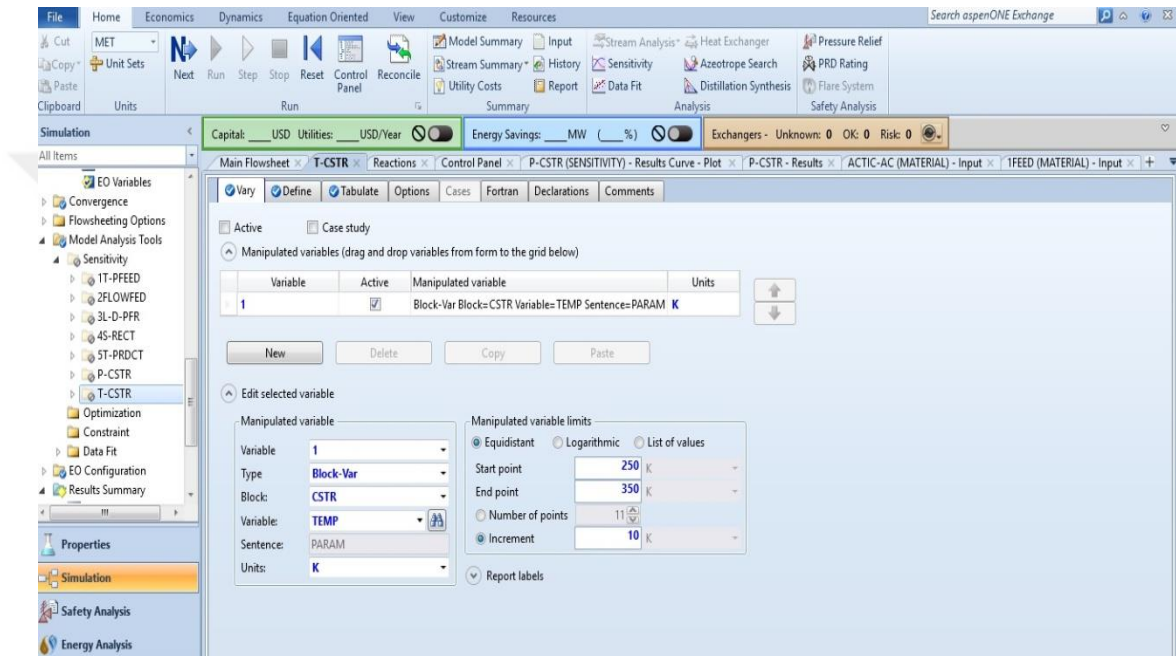 File Home Economics Dynamics Equation Oriented View Customize Resources Search aspenONE Exchange
Cut MET Model Summary Input Stream Analysis Heat Exchanger Pressure Relief
Copy Unit Sets Next Run Step Stop Reset Control Panel Reconcile Stream Summary History Sensitivity Azeotrope Search PRD Rating
Paste Utility Costs Report Data Fit Distillation Synthesis Flare System
Clipboard Units Run Summary Analysis Safety Analysis
Simulation Capital: ____USD Utilities: ____USD/Year Energy Savings: ____MW (____%) Exchangers - Unknown: 0 OK: 0 Risk: 0
All Items Main Flowsheet T-CSTR Reactions Control Panel P-CSTR (SENSITIVITY) - Results Curve - Plot P-CSTR - Results ACTIC-AC (MATERIAL) - Input 1FEED (MATERIAL) - Input +
EO Variables
Convergence
Flowsheeting Options
Model Analysis Tools
Sensitivity
1T-PFEED
2FLOWFED
3L-D-PFR
4S-RECT
5T-PRDCT
P-CSTR
T-CSTR
Optimization
Constraint
Data Fit
EO Configuration
Results Summary
Properties
Simulation
Safety Analysis
Energy Analysis
Vary Define Tabulate Options Cases Fortran Declarations Comments
Active Case study
Manipulated variables (drag and drop variables from form to the grid below)
Variable Active Manipulated variable Units
1 Block-Var Block=CSTR Variable=TEMP Sentence=PARAM K
New Delete Copy Paste
Edit selected variable
Manipulated variable
Variable 1
Type Block-Var
Block: CSTR
Variable: TEMP
Sentence: PARAM
Units: K
Manipulated variable limits
Equidistant Logarithmic List of values
Start point 250 K
End point 350 K
Number of points 11
Increment 10 K
Report labels